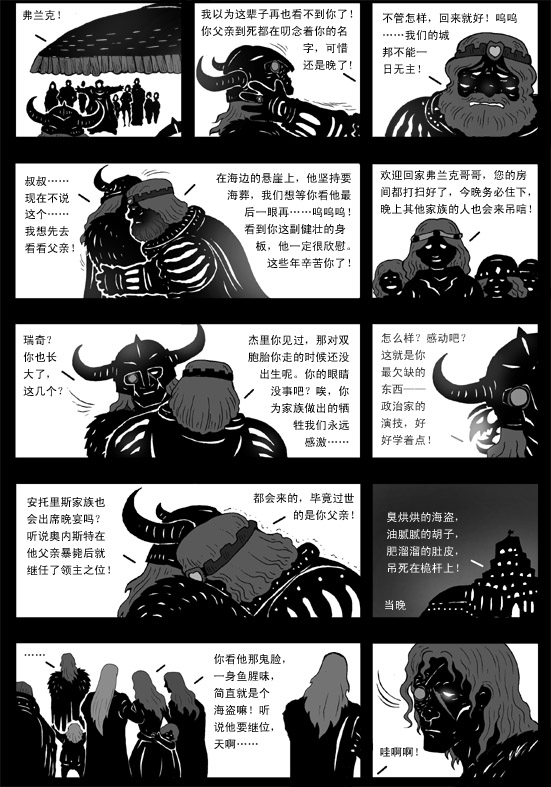 弗兰克！
我以为这辈子再也看不到你了！
你父亲到死都在叨念着你的名
字，可惜
还是晚了！
不管怎样，回来就好！呜呜
……我们的城
邦不能一
日无主！
叔叔……
现在不说
这个……
我想先去
看看父亲！
在海边的悬崖上，他坚持要
海葬，我们想等你看他最
后一眼再……呜呜呜！
看到你这副健壮的身
板，他一定很欣慰。
这些年辛苦你了！
欢迎回家弗兰克哥哥，您的房
间都打扫好了，今晚务必住下，
晚上其他家族的人也会来吊唁！
瑞奇？
你也长
大了，
这几个？
杰里你见过，那对双
胞胎你走的时候还没
出生呢。你的眼睛
没事吧？唉，你
为家族做出的牺
牲我们永远
感激……
怎么样？感动吧？
这就是你
最欠缺的
东西——
政治家的
演技，好
好学着点！
安托里斯家族也
会出席晚宴吗？
听说奥内斯特在
他父亲暴毙后就
继任了领主之位！
都会来的，毕竟过世
的是你父亲！
臭烘烘的海盗，
油腻腻的胡子，
肥溜溜的肚皮，
吊死在桅杆上！
当晚
……
你看他那鬼脸，
一身鱼腥味，
简直就是个
海盗嘛！听
说他要继位，
天啊……
哇啊啊！